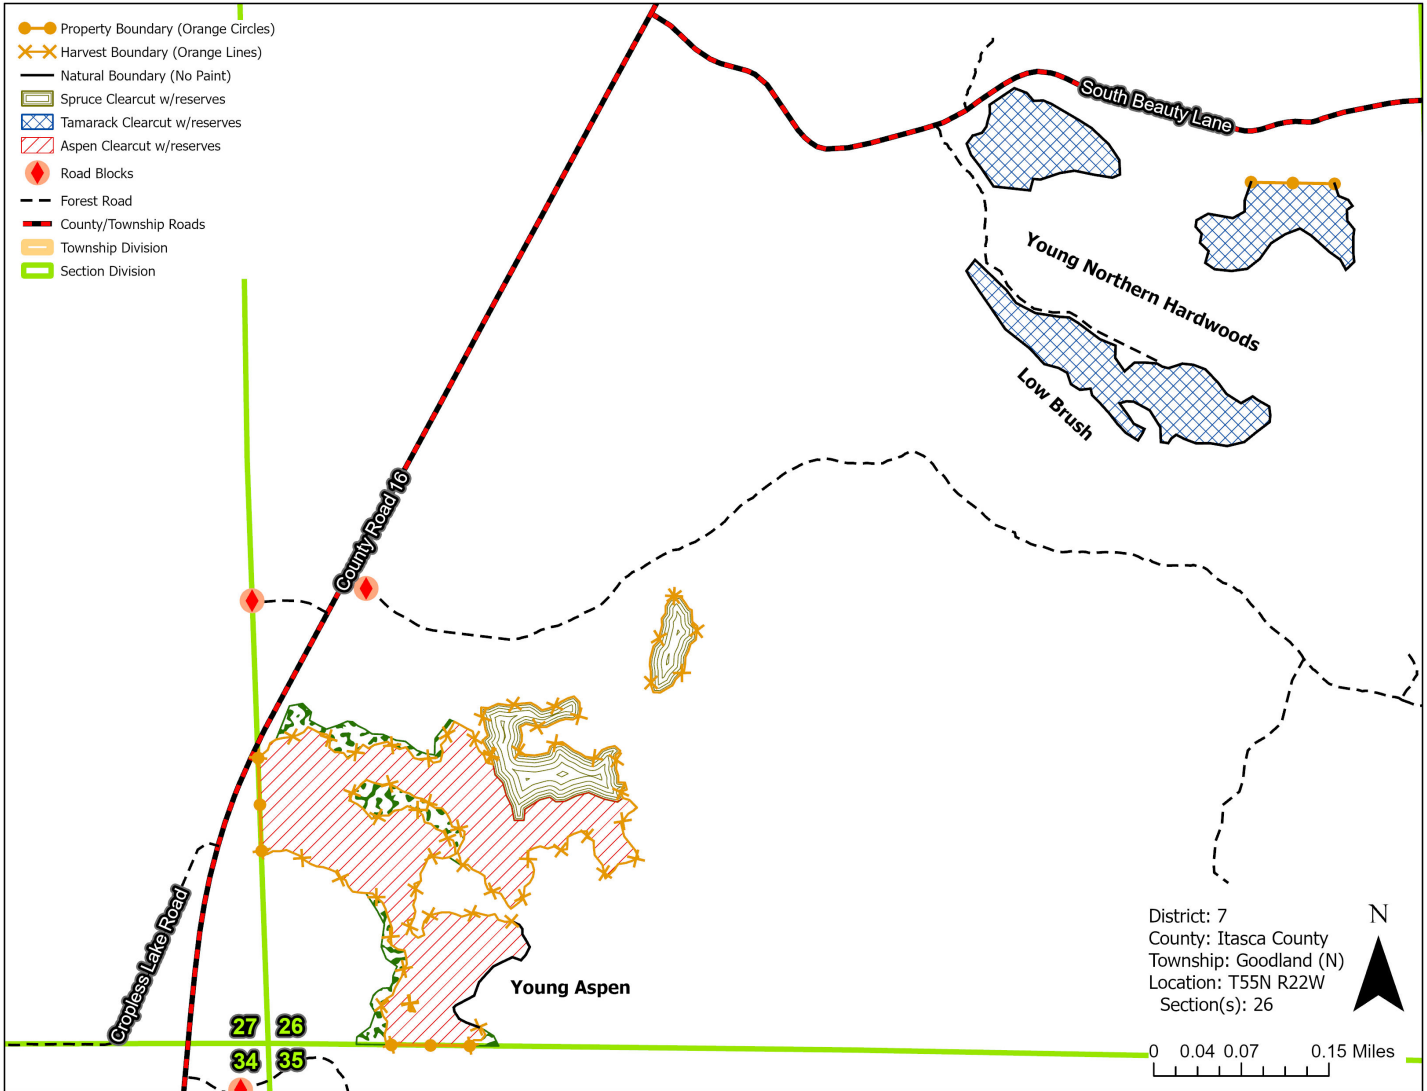 Property Boundary (Orange Circles)
Harvest Boundary (Orange Lines)
Natural Boundary (No Paint)
Spruce Clearcut w/reserves
Tamarack Clearcut w/reserves
Aspen Clearcut w/reserves
Road Blocks
Forest Road
County/Township Roads
Township Division
Section Division
South Beauty Lane
Young Northern Hardwoods
Low Brush
County Road 16
Cropless Lake Road
Young Aspen
27 26
34 35
District: 7
County: Itasca County
Township: Goodland (N)
Location: T55N R22W
Section(s): 26
N
0 0.04 0.07 0.15 Miles